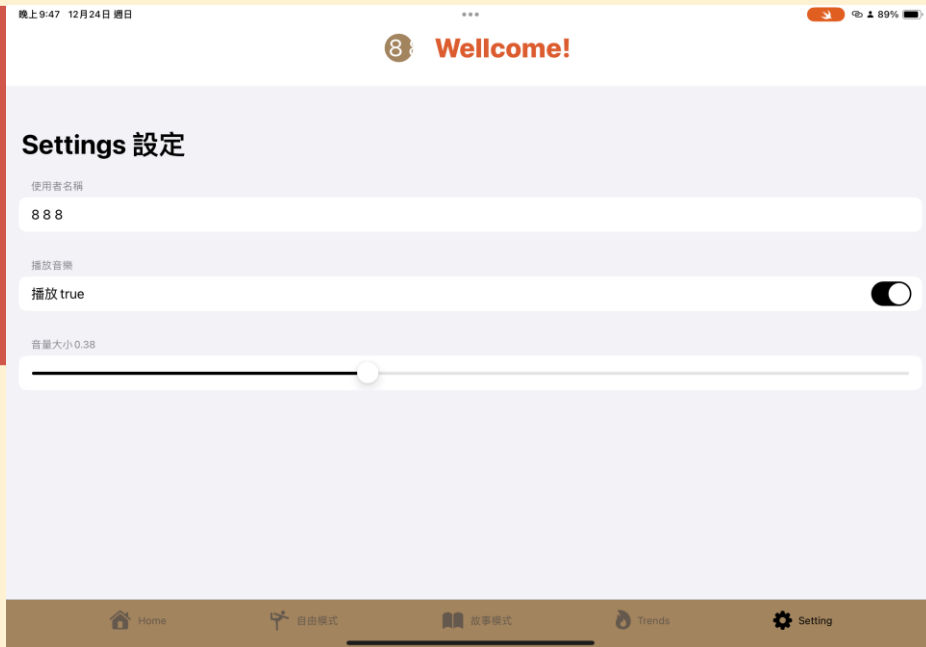 晚上9:47 12月24日 週日
89%
8 8 Wellcome!
Settings 設定
使用者名稱
8 8 8
播放音樂
播放 true
音量大小 0.38
Home 自由模式 故事模式 Trends Setting